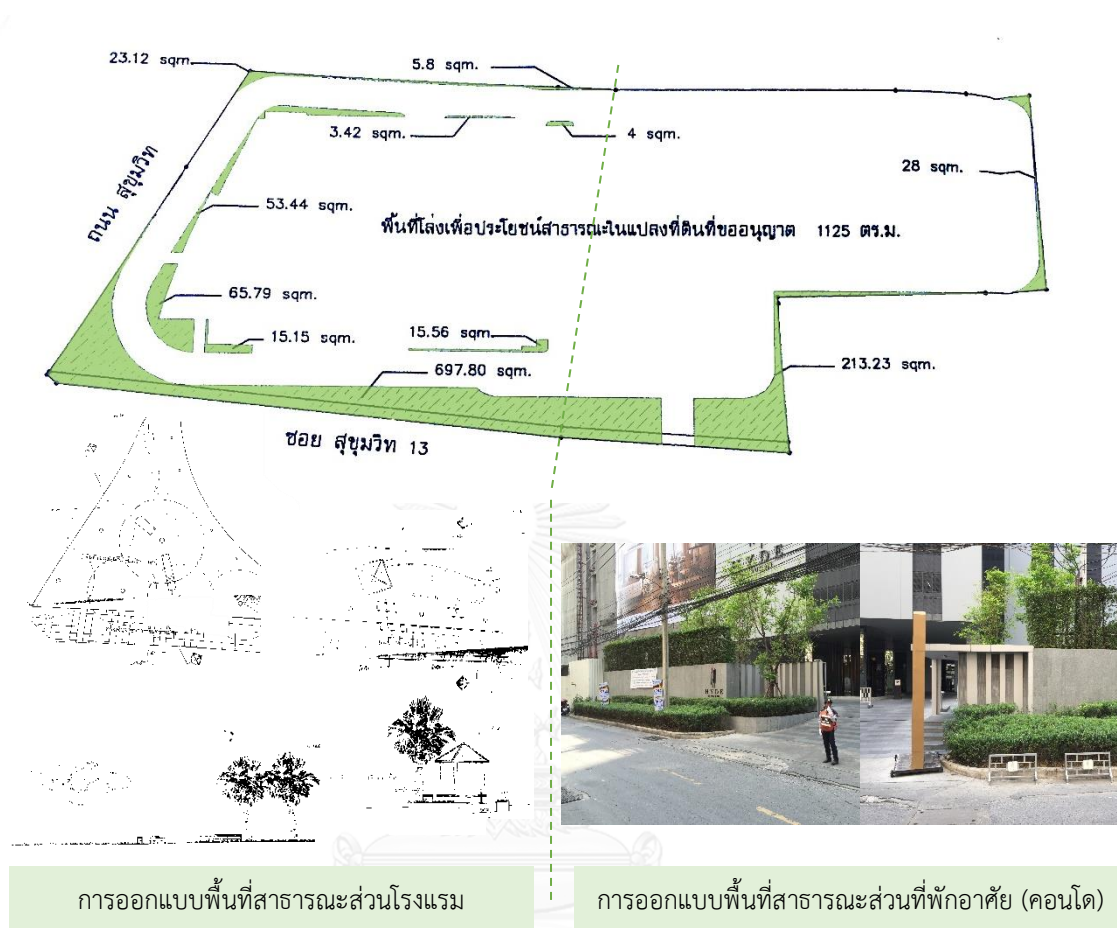 23.12 sqm.
5.8 sqm.
3.42 sqm.
4 sqm.
28 sqm.
ถนน สุขุมวิท
53.44 sqm.
พื้นที่โล่งเพื่อประโยชน์สาธารณะในแปลงที่ดินที่ขออนุญาต 1125 ตร.ม.
65.79 sqm.
15.15 sqm.
15.56 sqm.
697.80 sqm.
213.23 sqm.
ซอย สุขุมวิท 13
HYDE
HYDE
การออกแบบพื้นที่สาธารณะส่วนโรงแรม
การออกแบบพื้นที่สาธารณะส่วนที่พักอาศัย (คอนโด)